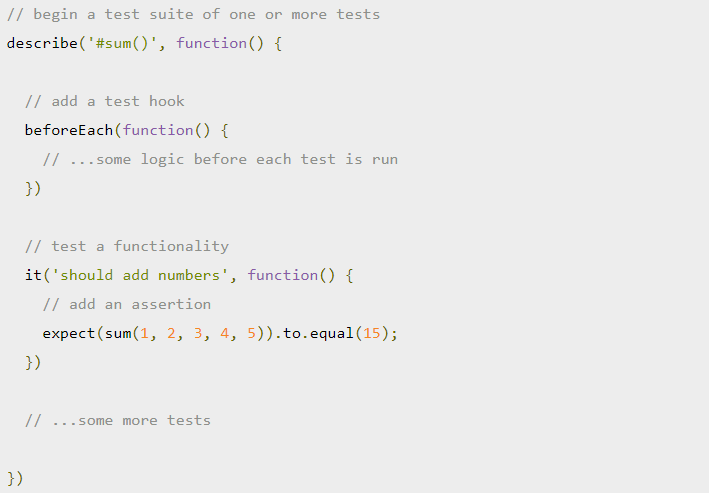 // begin a test suite of one or more tests
describe('#sum()', function() {
// add a test hook
beforeEach(function() {
// ...some logic before each test is run
})
// test a functionality
it('should add numbers', function() {
// add an assertion
expect(sum(1, 2, 3, 4, 5)).to.equal(15);
})
// ...some more tests
})